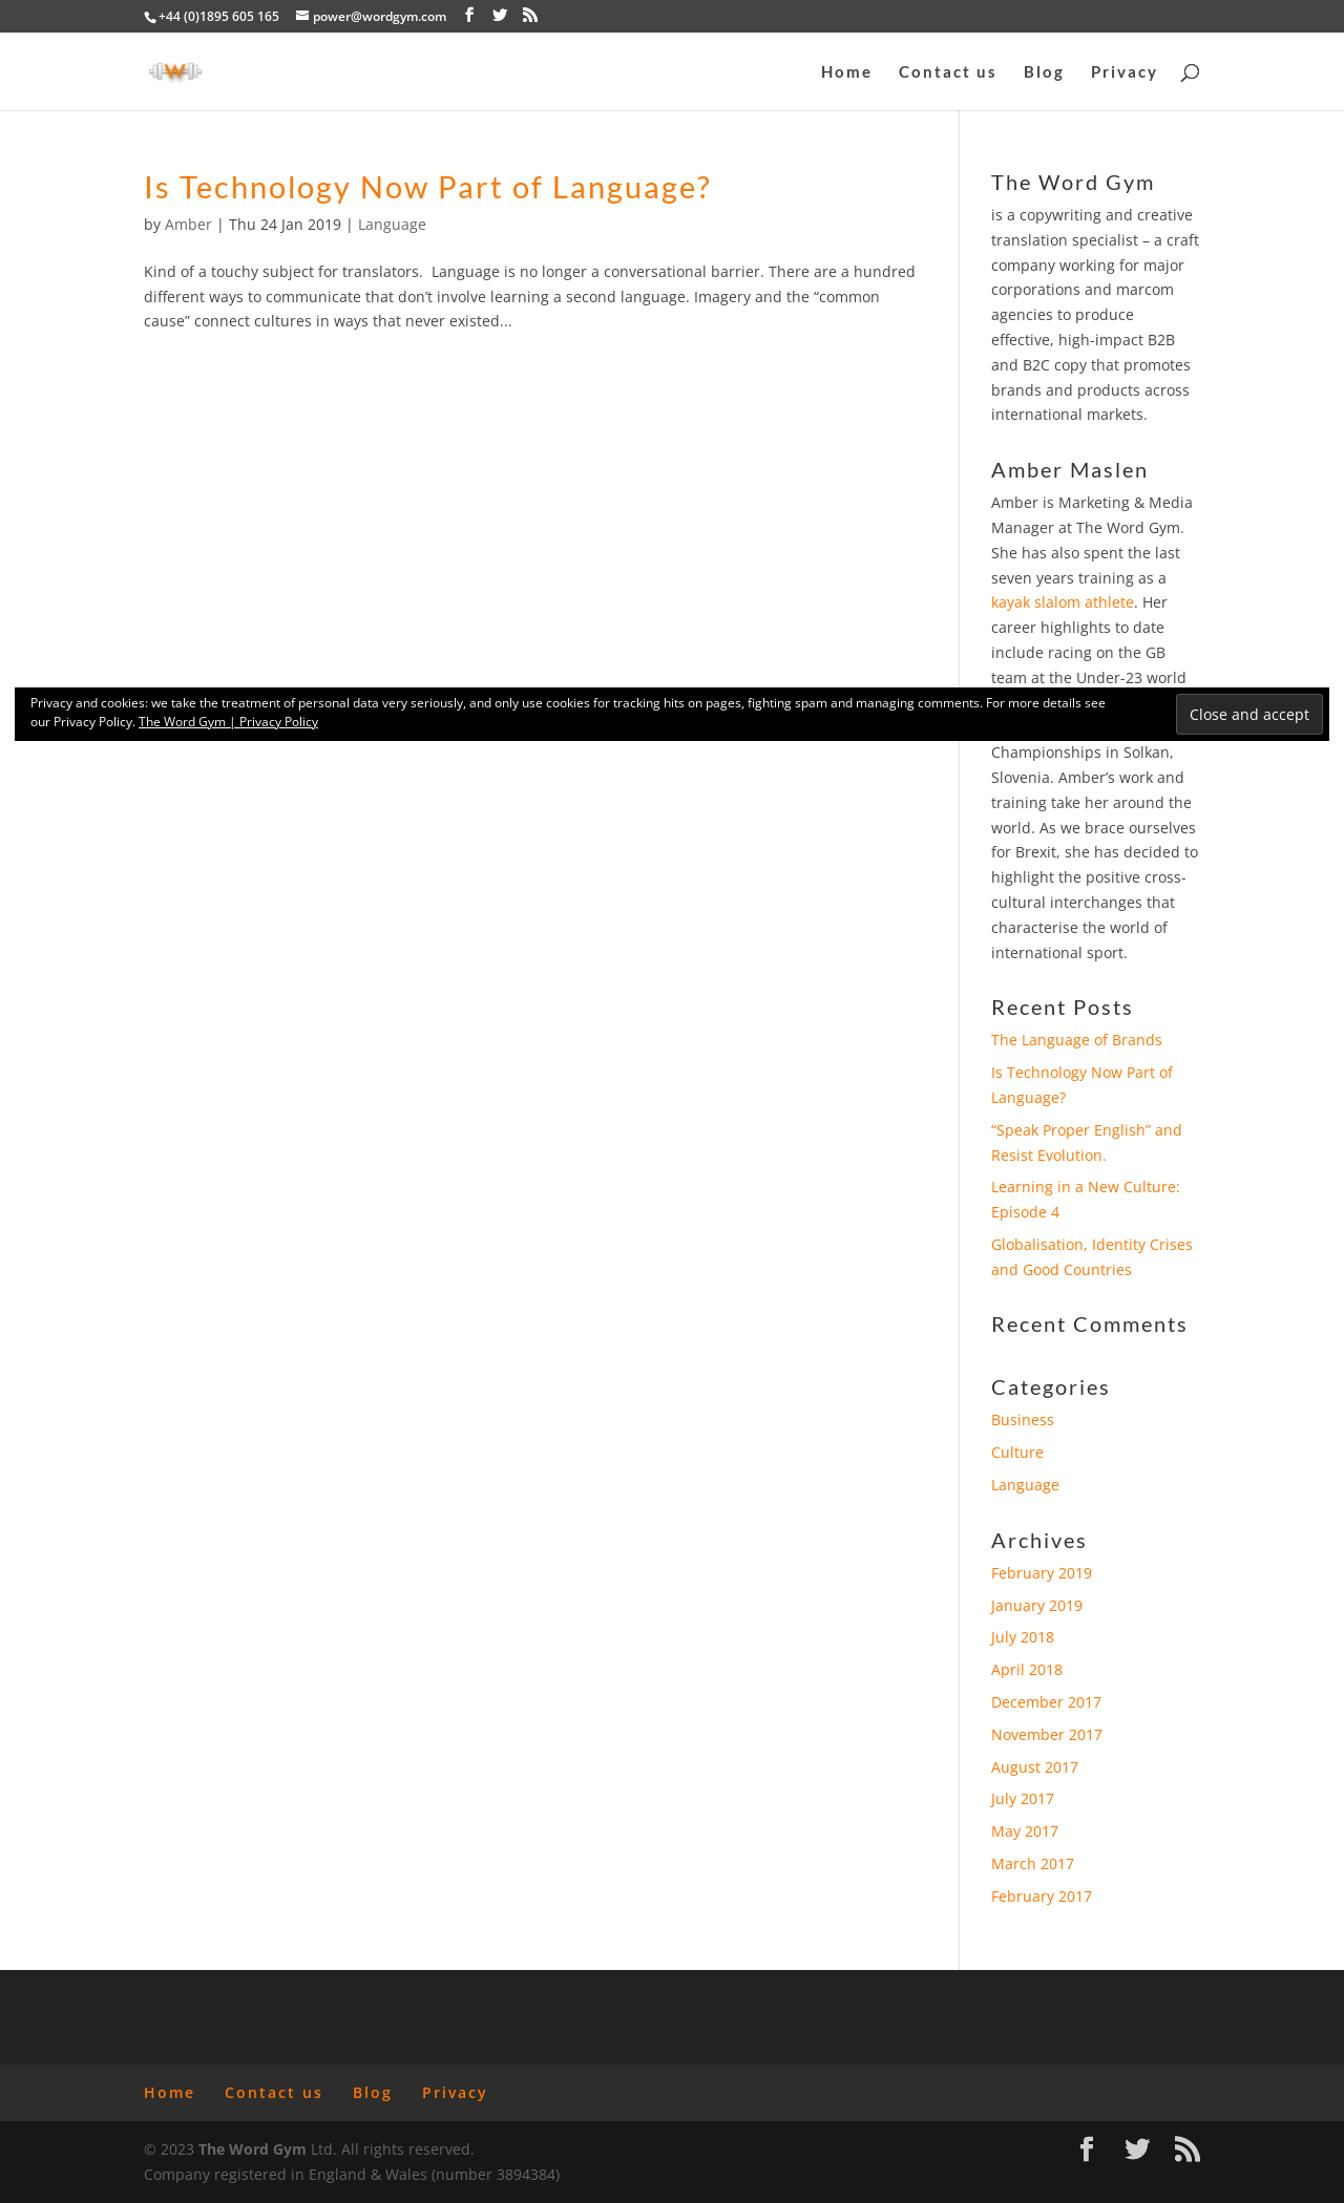 +44 (0)1895 605 165 power@wordgym.com
W
Home Contact us Blog Privacy
Is Technology Now Part of Language?
by Amber | Thu 24 Jan 2019 | Language
Kind of a touchy subject for translators.  Language is no longer a conversational barrier. There are a hundred
different ways to communicate that don’t involve learning a second language. Imagery and the “common
cause” connect cultures in ways that never existed...
The Word Gym
is a copywriting and creative
translation specialist – a craft
company working for major
corporations and marcom
agencies to produce
effective, high-impact B2B
and B2C copy that promotes
brands and products across
international markets.
Amber Maslen
Amber is Marketing & Media
Manager at The Word Gym.
She has also spent the last
seven years training as a
kayak slalom athlete. Her
career highlights to date
include racing on the GB
team at the Under-23 world
Privacy and cookies: we take the treatment of personal data very seriously, and only use cookies for tracking hits on pages, fighting spam and managing comments. For more details see
our Privacy Policy. The Word Gym | Privacy Policy
Close and accept
Championships in Solkan,
Slovenia. Amber’s work and
training take her around the
world. As we brace ourselves
for Brexit, she has decided to
highlight the positive cross-
cultural interchanges that
characterise the world of
international sport.
Recent Posts
The Language of Brands
Is Technology Now Part of
Language?
“Speak Proper English” and
Resist Evolution.
Learning in a New Culture:
Episode 4
Globalisation, Identity Crises
and Good Countries
Recent Comments
Categories
Business
Culture
Language
Archives
February 2019
January 2019
July 2018
April 2018
December 2017
November 2017
August 2017
July 2017
May 2017
March 2017
February 2017
Home Contact us Blog Privacy
© 2023 The Word Gym Ltd. All rights reserved.
Company registered in England & Wales (number 3894384)